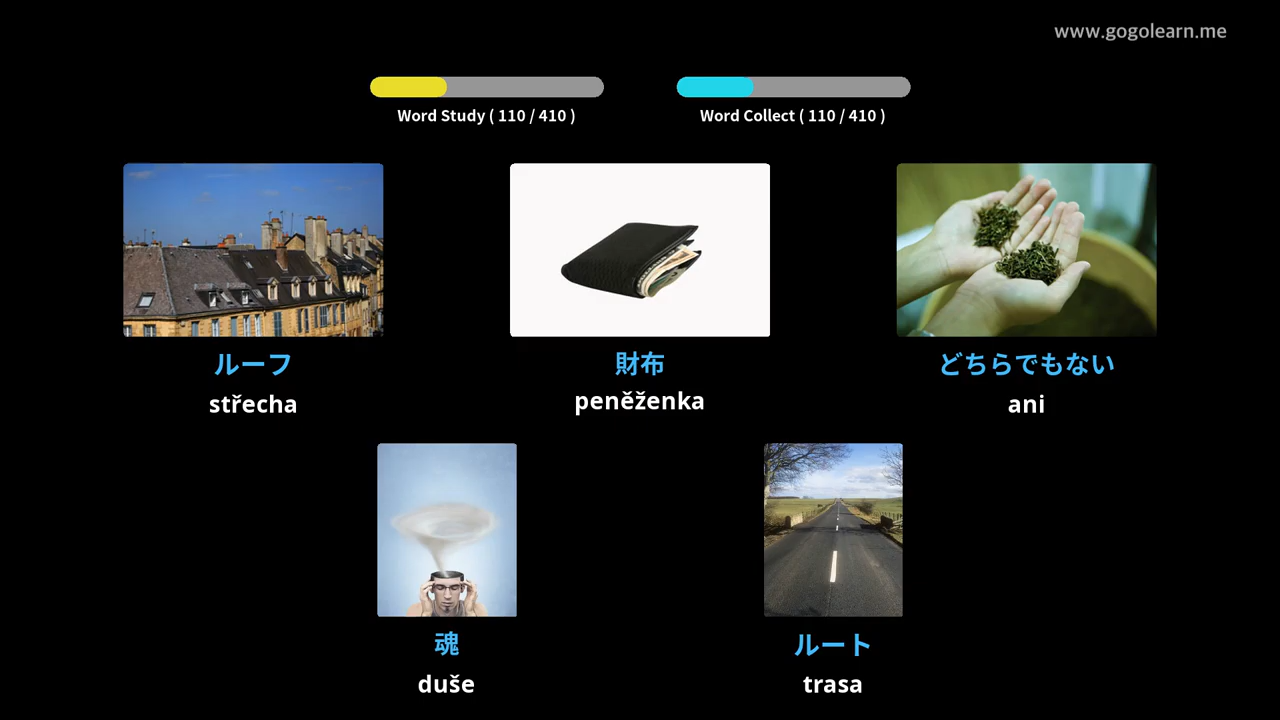 www.gogolearn.me
Word Study ( 110 / 410 )
Word Collect ( 110 / 410 )
ルーフ
財布
どちらでもない
střecha
peněženka
ani
魂
ルート
duše
trasa